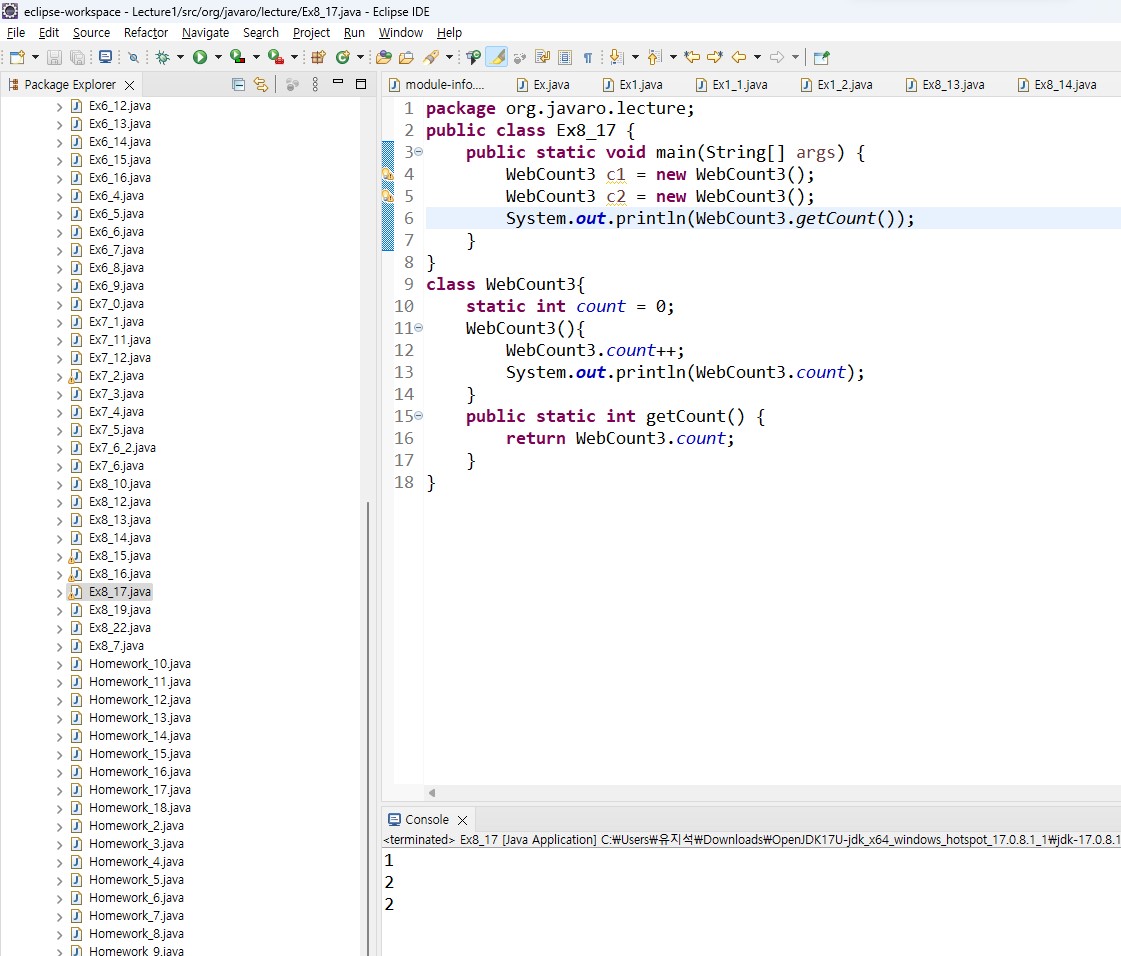 eclipse-workspace - Lecture1/src/org/javaro/lecture/Ex8_17.java - Eclipse IDE
File Edit Source Refactor Navigate Search Project Run Window Help
Package Explorer
Ex6_12.java
Ex6_13.java
Ex6_14.java
Ex6_15.java
Ex6_16.java
Ex6_4.java
Ex6_5.java
Ex6_6.java
Ex6_7.java
Ex6_8.java
Ex6_9.java
Ex7_0.java
Ex7_1.java
Ex7_11.java
Ex7_12.java
Ex7_2.java
Ex7_3.java
Ex7_4.java
Ex7_5.java
Ex7_6_2.java
Ex7_6.java
Ex8_10.java
Ex8_12.java
Ex8_13.java
Ex8_14.java
Ex8_15.java
Ex8_16.java
Ex8_17.java
Ex8_19.java
Ex8_22.java
Ex8_7.java
Homework_10.java
Homework_11.java
Homework_12.java
Homework_13.java
Homework_14.java
Homework_15.java
Homework_16.java
Homework_17.java
Homework_18.java
Homework_2.java
Homework_3.java
Homework_4.java
Homework_5.java
Homework_6.java
Homework_7.java
Homework_8.java
Homework_9.java
module-info.... Ex.java Ex1.java Ex1_1.java Ex1_2.java Ex8_13.java Ex8_14.java
1 package org.javaro.lecture;
2 public class Ex8_17 {
3 public static void main(String[] args) {
4 WebCount3 c1 = new WebCount3();
5 WebCount3 c2 = new WebCount3();
6 System.out.println(WebCount3.getCount());
7 }
8 }
9 class WebCount3{
10 static int count = 0;
11 WebCount3(){
12 WebCount3.count++;
13 System.out.println(WebCount3.count);
14 }
15 public static int getCount() {
16 return WebCount3.count;
17 }
18 }
Console
<terminated> Ex8_17 [Java Application] C:₩Users₩유지석₩Downloads₩OpenJDK17U-jdk_x64_windows_hotspot_17.0.8.1_1₩jdk-17.0.8.1
1
2
2